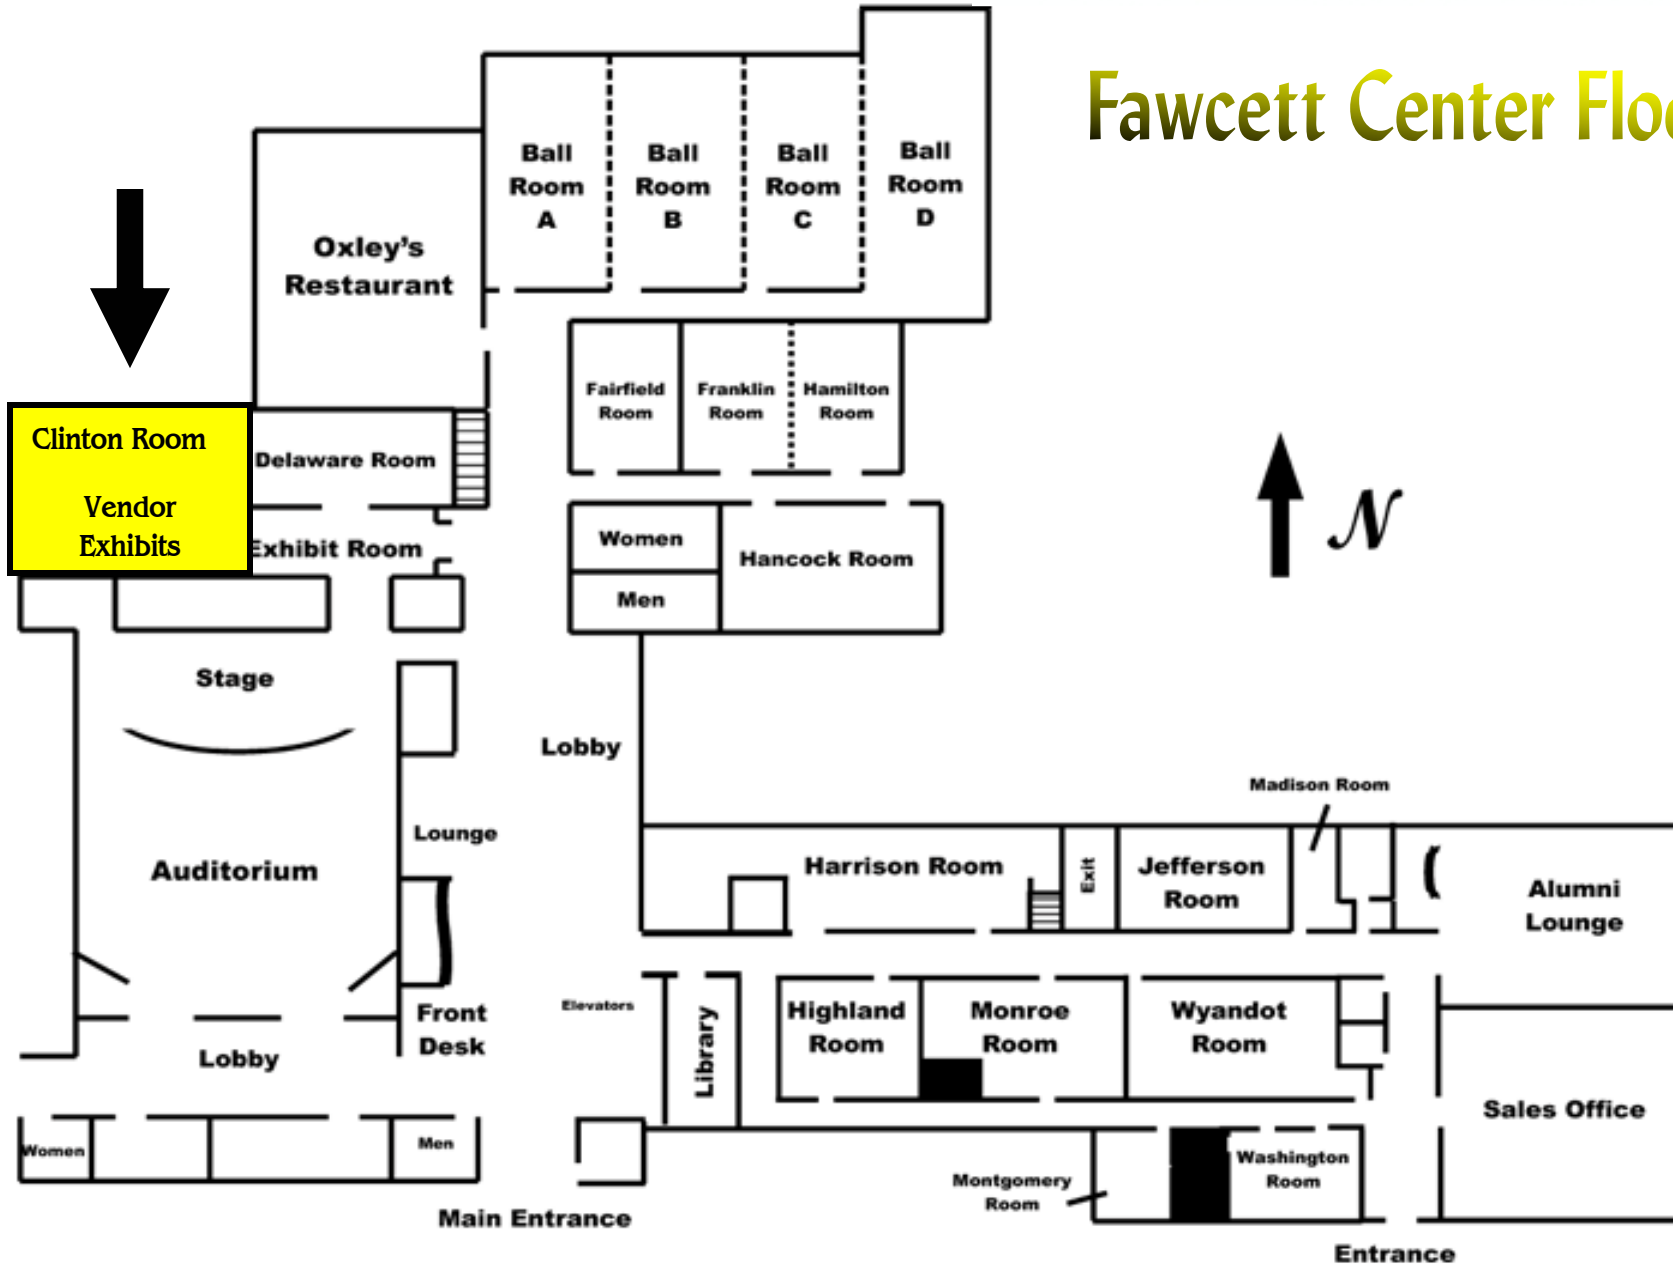 Fawcett Center Floo
Ball
Room
A
Ball
Room
B
Ball
Room
C
Ball
Room
D
Oxley’s
Restaurant
Fairfield
Room
Franklin
Room
Hamilton
Room
Clinton Room
Vendor
Exhibits
Delaware Room
Exhibit Room
Women
Men
Hancock Room
N
Stage
Lobby
Madison Room
Lounge
Auditorium
Harrison Room
Exit
Jefferson
Room
Alumni
Lounge
Front
Desk
Elevators
Library
Highland
Room
Monroe
Room
Wyandot
Room
Lobby
Sales Office
Women
Men
Montgomery
Room
Washington
Room
Main Entrance
Entrance